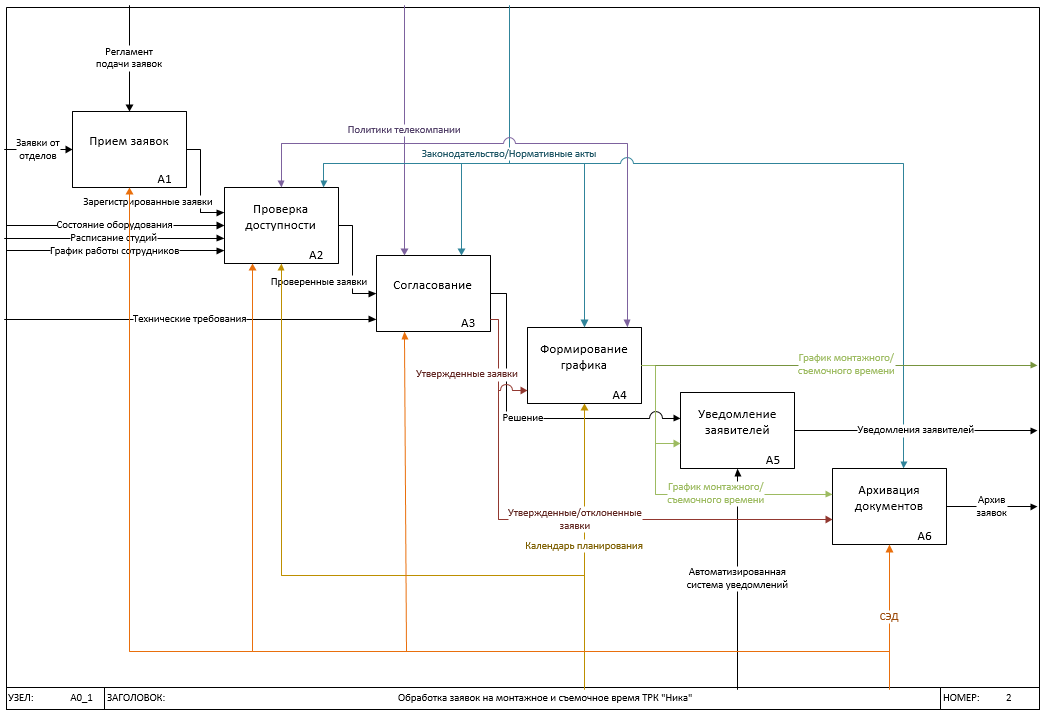 Регламент
подачи заявок
Политики телекомпании
Заявки от
отделов
Прием заявок
A1
Законодательство/Нормативные акты
Зарегистрированные заявки
Проверка
доступности
A2
Состояние оборудования
Расписание студий
График работы сотрудников
Проверенные заявки
Согласование
A3
Технические требования
Формирование
графика
A4
График монтажного/
съемочного времени
Утвержденные заявки
Решение
Уведомление
заявителей
A5
Уведомления заявителей
График монтажного/
съемочного времени
Архивация
документов
A6
Архив
заявок
Утвержденные/отклоненные
заявки
Календарь планирования
Автоматизированная
система уведомлений
СЭД
УЗЕЛ: A0_1 ЗАГОЛОВОК: Обработка заявок на монтажное и съемочное время ТРК "Ника" НОМЕР: 2